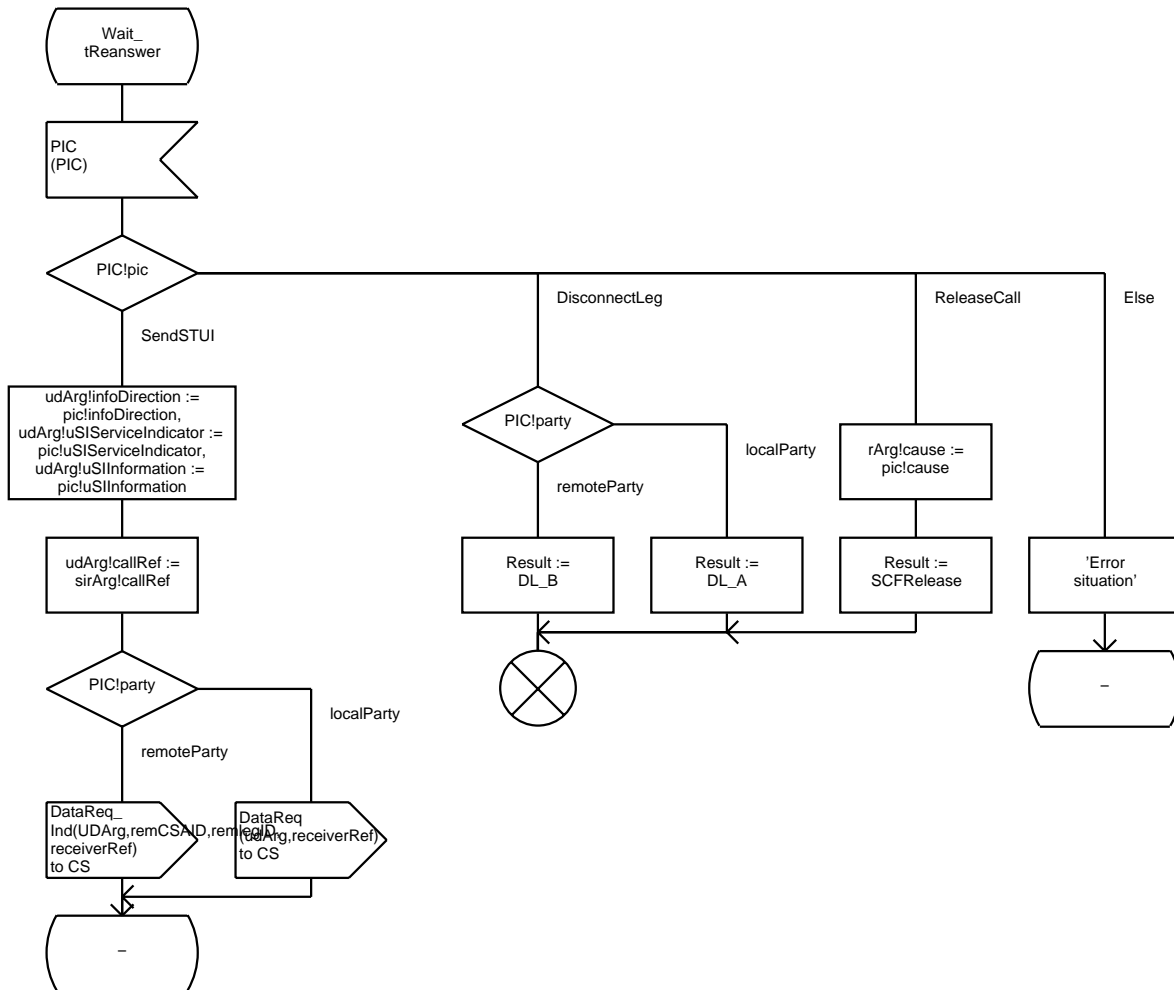 Wait_
tReanswer
PIC
(PIC)
PIC!pic
DisconnectLeg
ReleaseCall
Else
SendSTUI
udArg!infoDirection :=
pic!infoDirection,
udArg!uSIServiceIndicator :=
pic!uSIServiceIndicator,
udArg!uSIInformation :=
pic!uSIInformation
PIC!party
localParty
remoteParty
rArg!cause :=
pic!cause
udArg!callRef :=
sirArg!callRef
Result :=
DL_B
Result :=
DL_A
Result :=
SCFRelease
'Error
situation'
–
PIC!party
localParty
remoteParty
DataReq_
Ind(UDArg,remCSAID,remlegID,
receiverRef)
to CS
DataReq
(udArg,receiverRef)
to CS
–